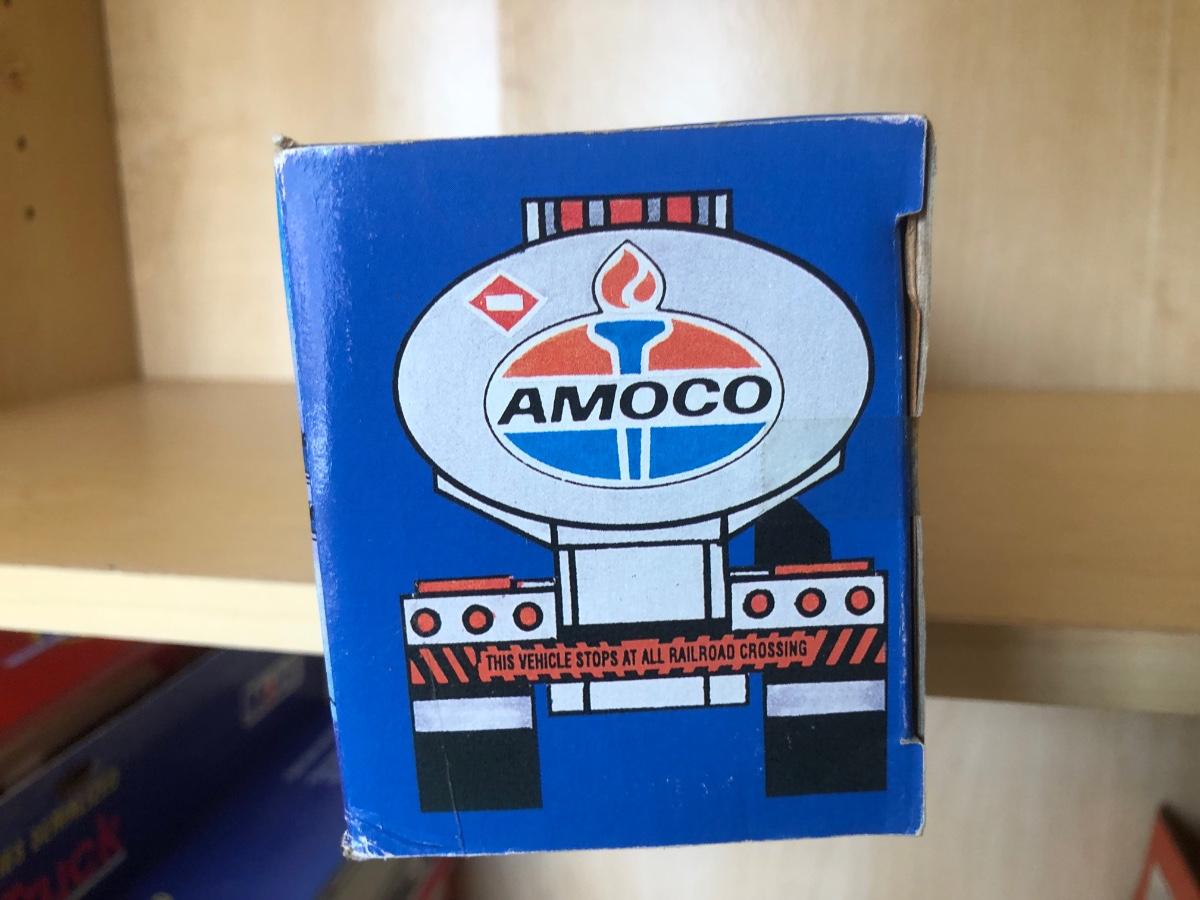 AMOCO
THIS VEHICLE STOPS AT ALL RAILROAD CROSSING